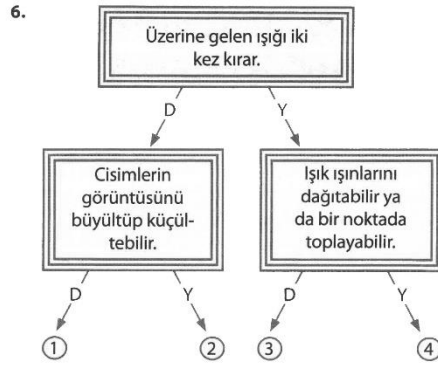 6.
Üzerine gelen ışığı iki
kez kırar.
D
Y
Cisimlerin
görüntüsünü
büyültüp küçül-
tebilir.
Işık ışınlarını
dağıtabilir ya
da bir noktada
toplayabilir.
D
Y
D
Y
1
2
3
4